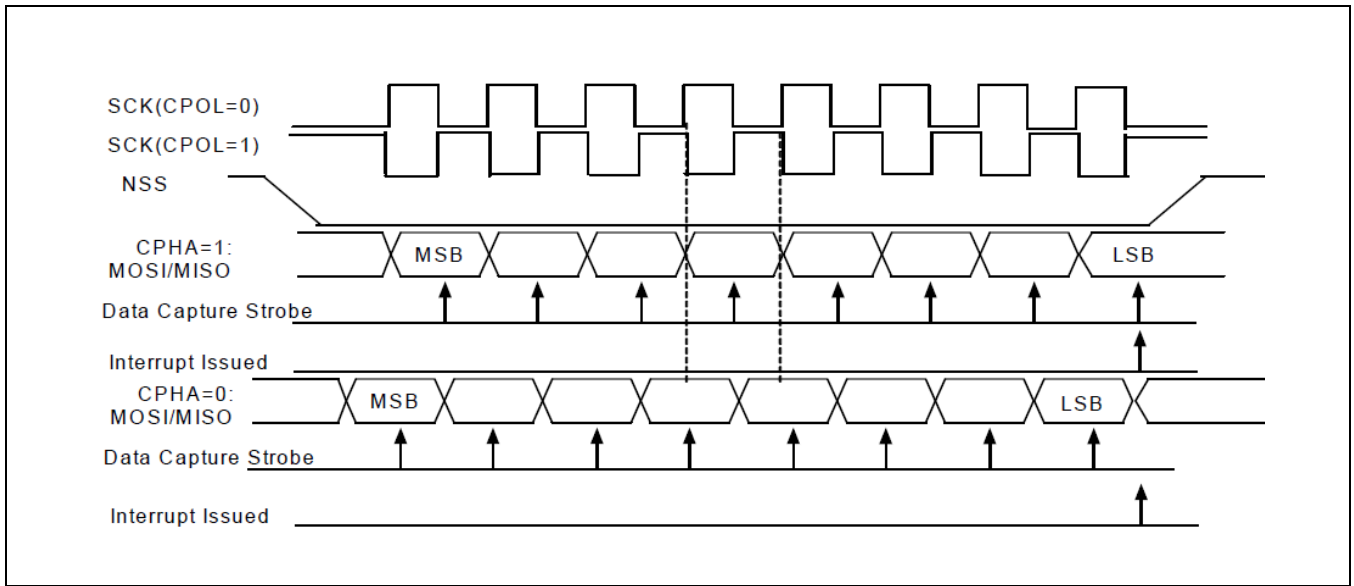 SCK(CPOL=0)
SCK(CPOL=1)
NSS
CPHA=1:
MOSI/MISO
MSB
LSB
Data Capture Strobe
Interrupt Issued
CPHA=0:
MOSI/MISO
MSB
LSB
Data Capture Strobe
Interrupt Issued